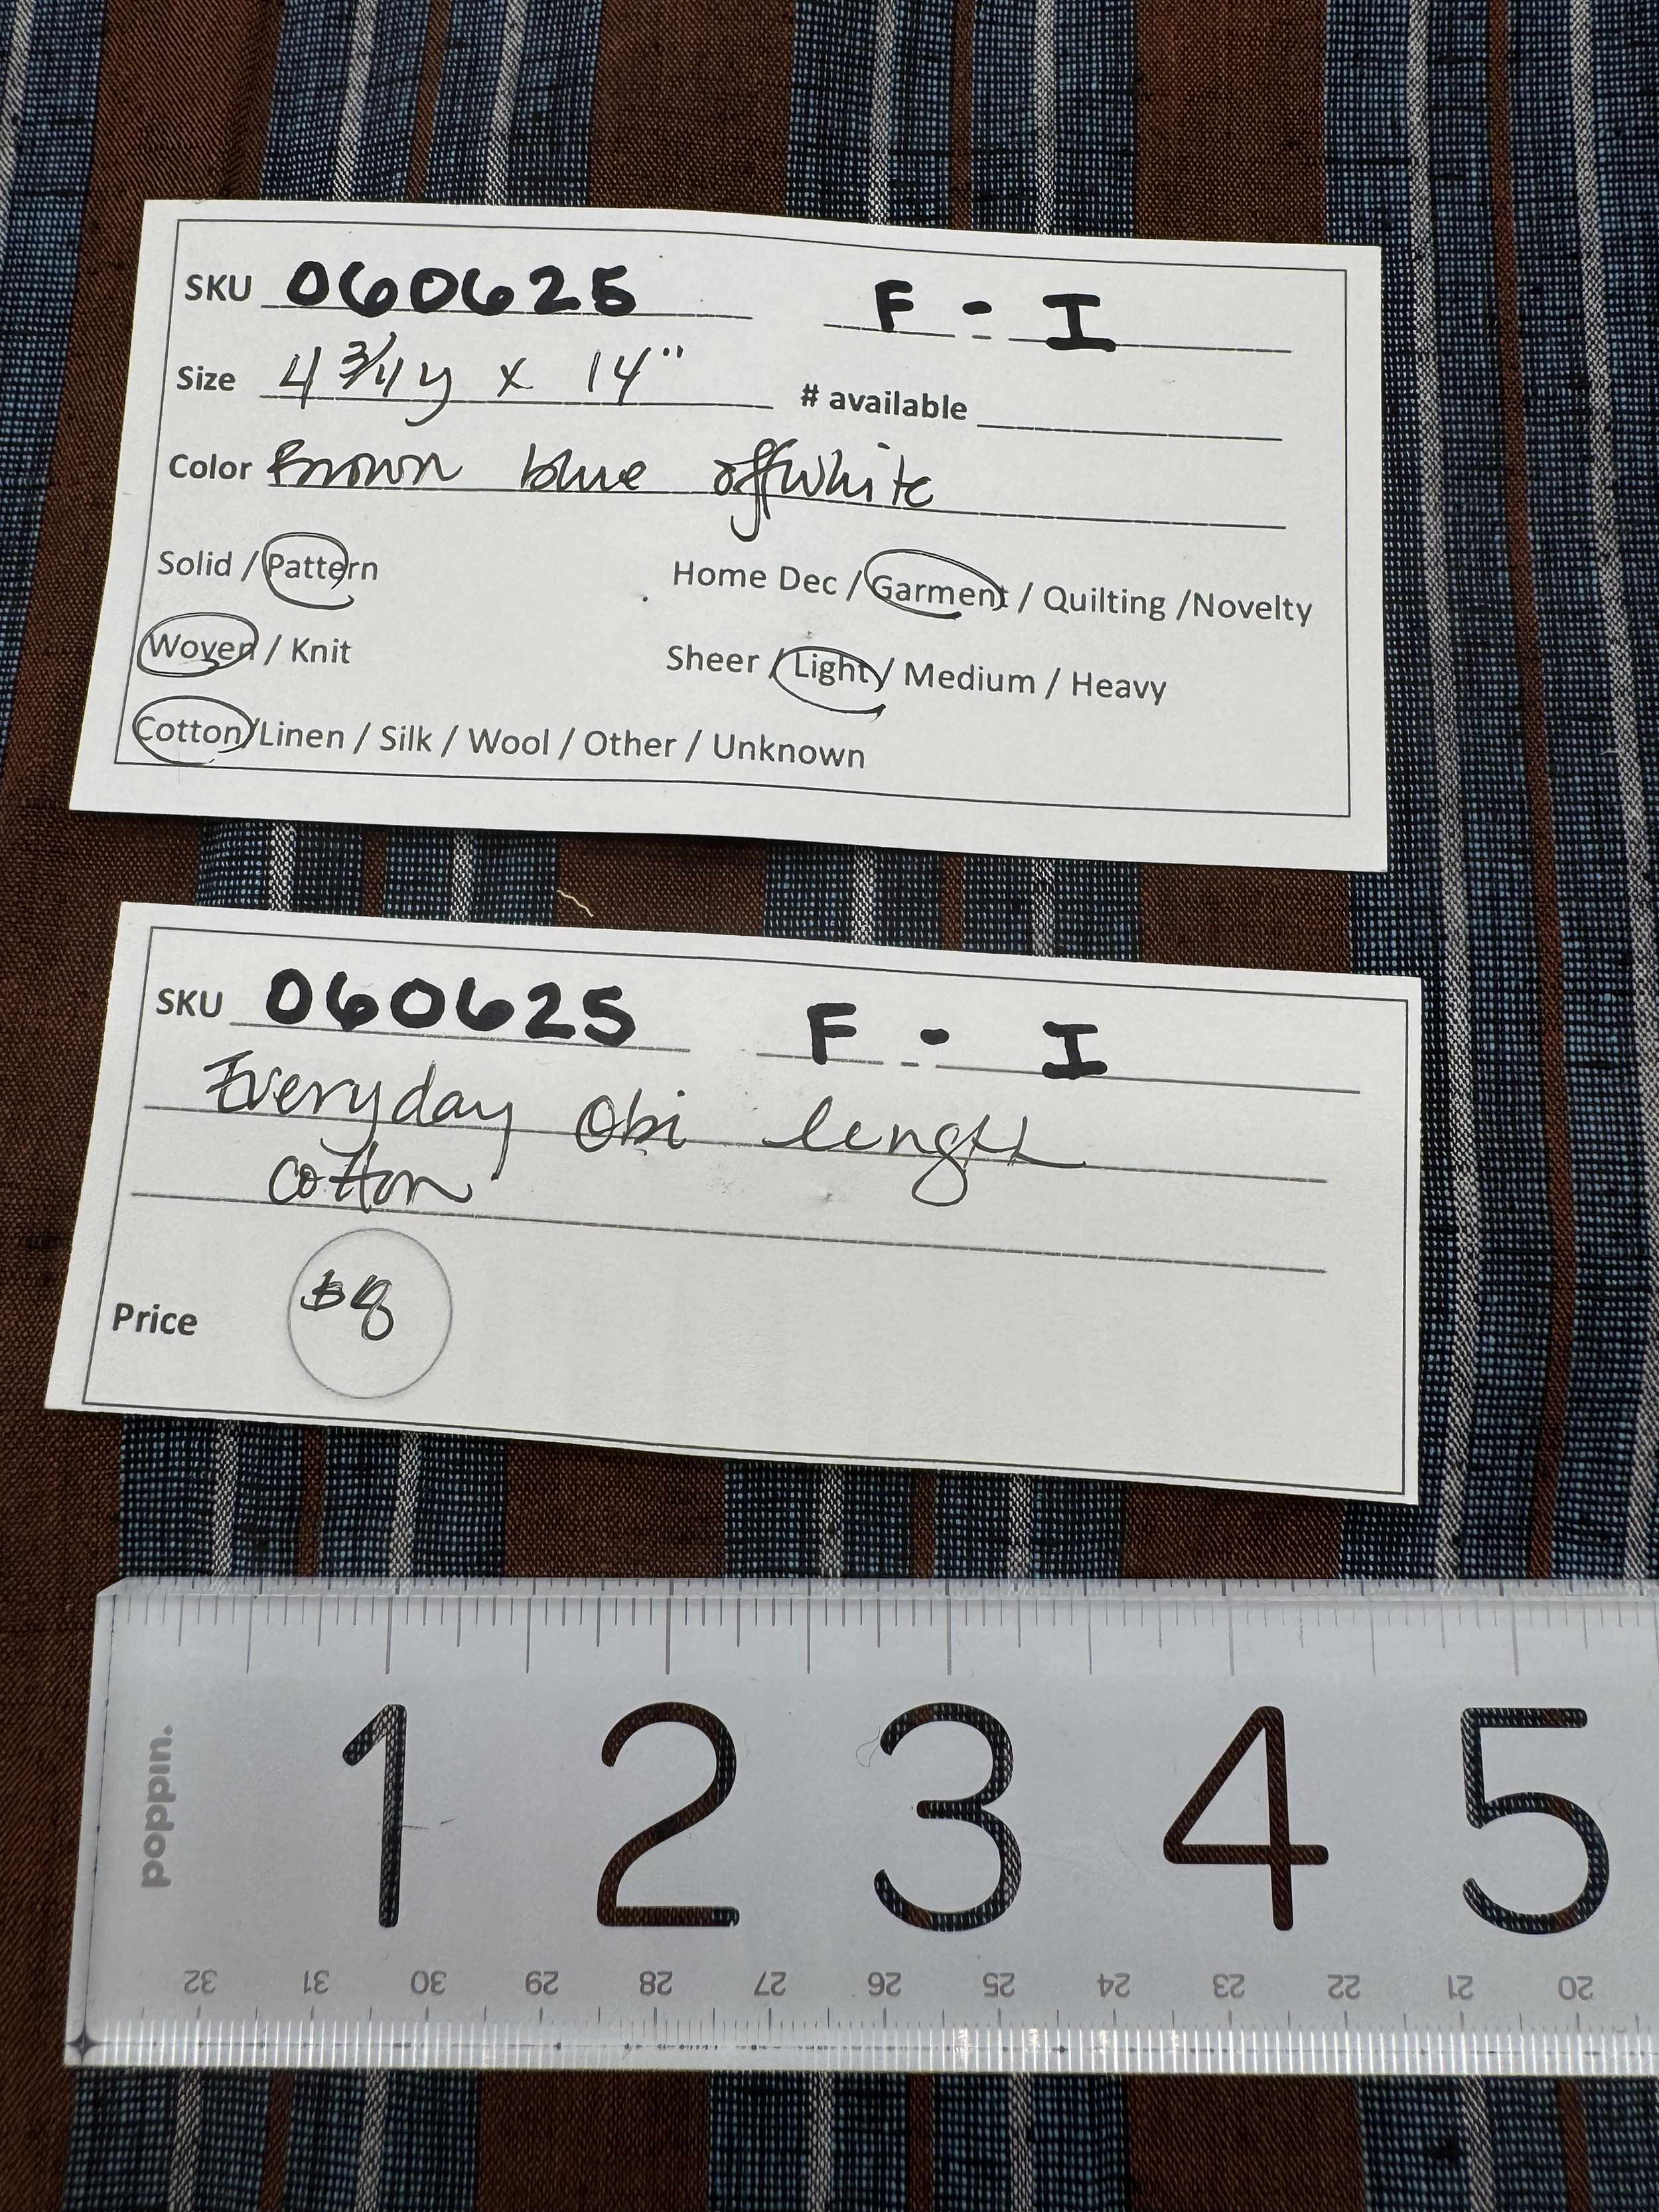 SKU 060625 F - I
Size 4 3/4 y x 14" # available
Color Brown blue offwhite
Solid / Pattern Home Dec / Garment / Quilting /Novelty
Woven / Knit Sheer / Light / Medium / Heavy
Cotton/Linen / Silk / Wool / Other / Unknown
SKU 060625 F - I
Everyday Obi length
cotton
Price $8
poppin.
1 2 3 4 5
32 31 30 29 28 27 26 25 24 23 22 21 20